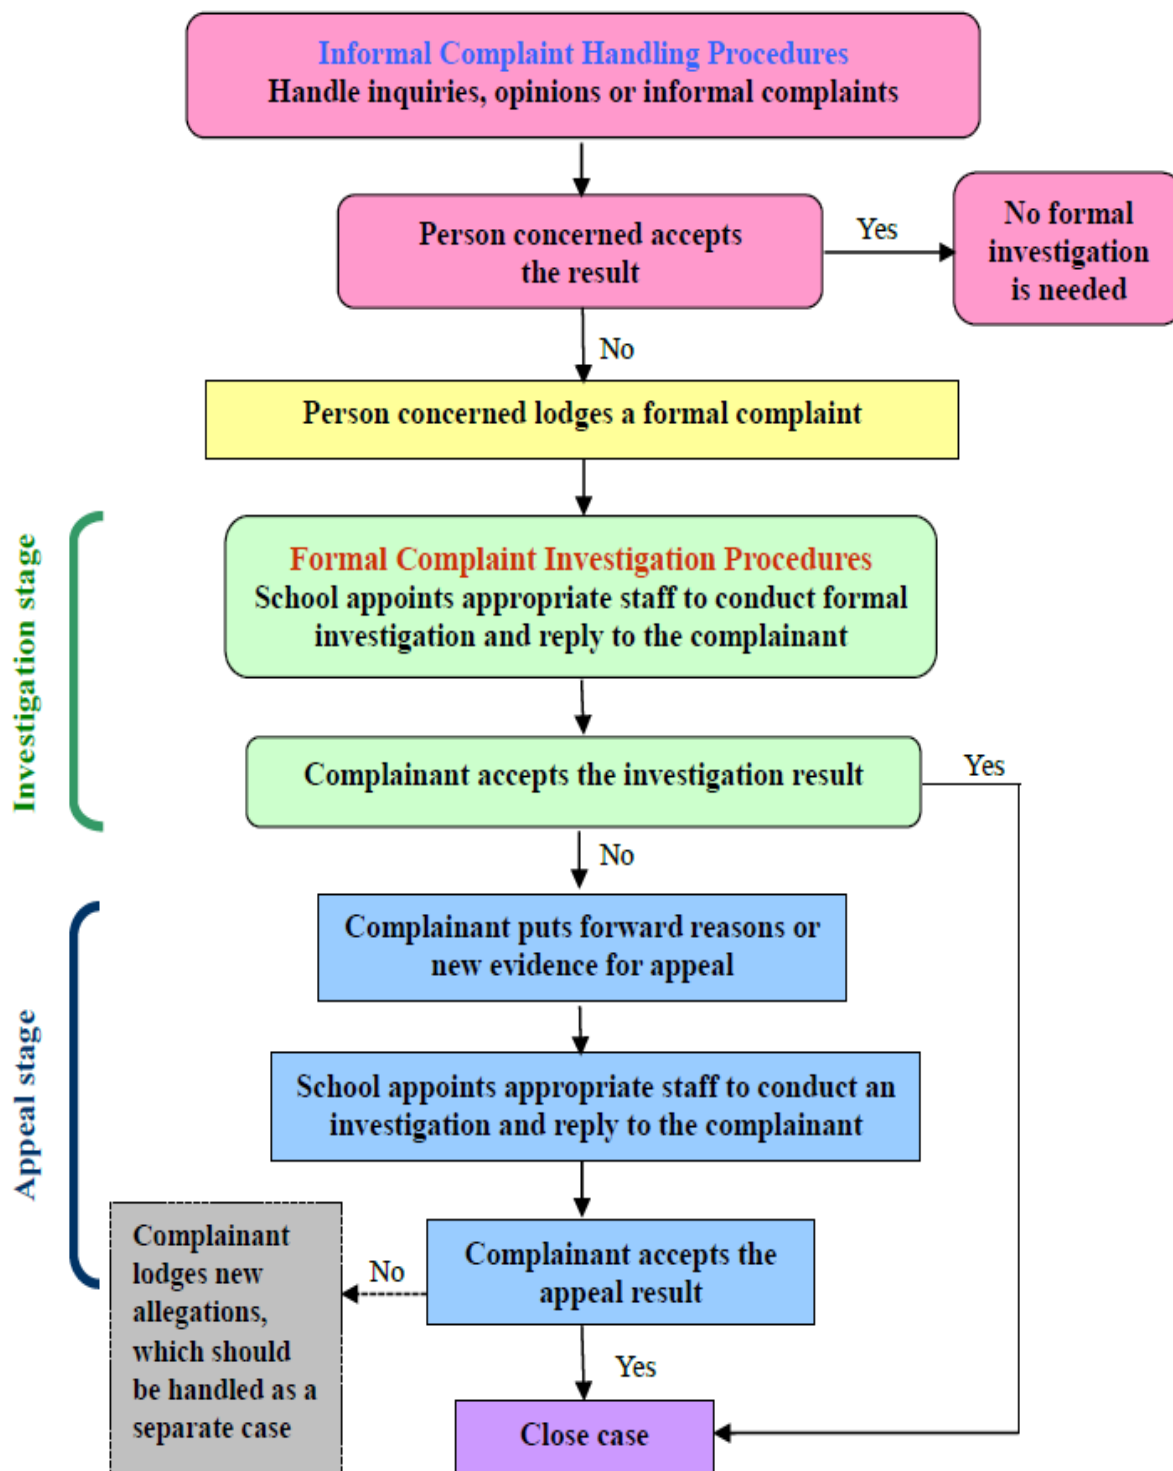 Informal Complaint Handling Procedures
Handle inquiries, opinions or informal complaints
Person concerned accepts
the result
Yes
No formal
investigation
is needed
No
Person concerned lodges a formal complaint
Investigation stage
Formal Complaint Investigation Procedures
School appoints appropriate staff to conduct formal
investigation and reply to the complainant
Complainant accepts the investigation result
Yes
No
Appeal stage
Complainant puts forward reasons or
new evidence for appeal
School appoints appropriate staff to conduct an
investigation and reply to the complainant
Complainant accepts the
appeal result
No
Complainant
lodges new
allegations,
which should
be handled as a
separate case
Yes
Close case